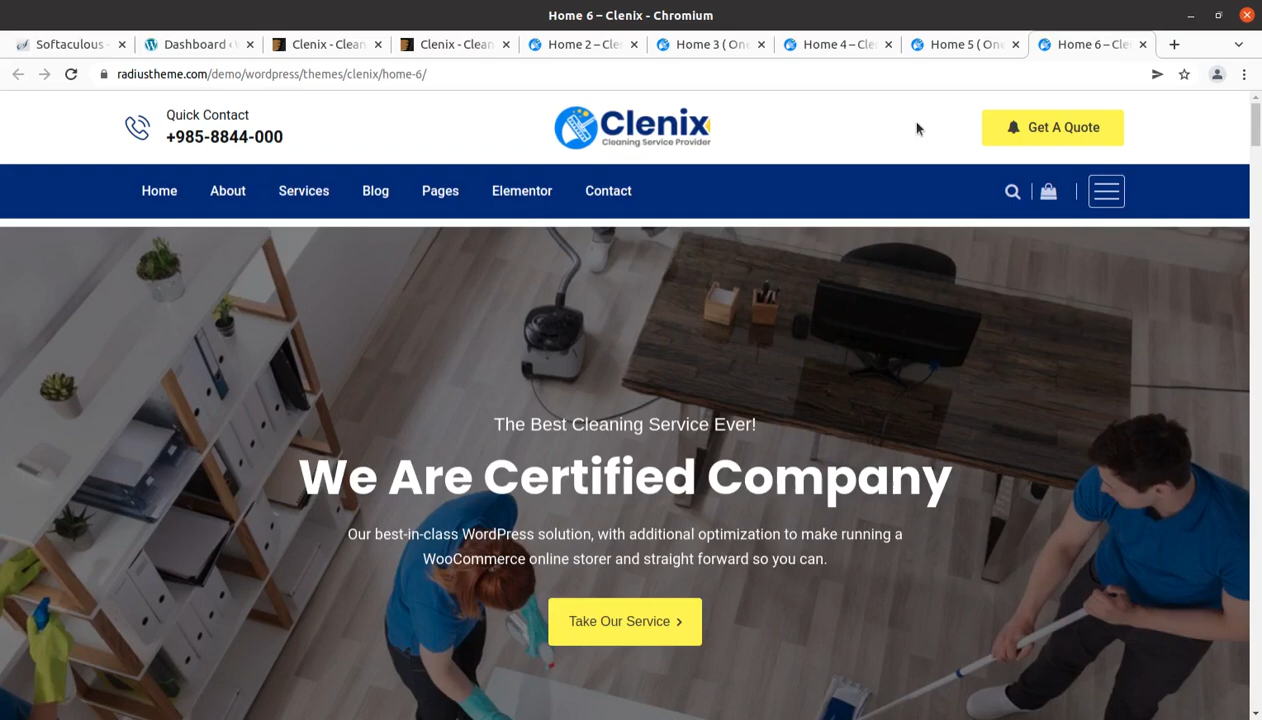 Home 6 – Clenix - Chromium
Softaculous -
Dashboard ‹
Clenix - Clean
Clenix - Clean
Home 2 – Cle
Home 3 ( One
Home 4 – Cle
Home 5 ( One
Home 6 – Cle
radiustheme.com/demo/wordpress/themes/clenix/home-6/
Quick Contact
+985-8844-000
Clenix
Cleaning Service Provider
Get A Quote
Home
About
Services
Blog
Pages
Elementor
Contact
The Best Cleaning Service Ever!
We Are Certified Company
Our best-in-class WordPress solution, with additional optimization to make running a
WooCommerce online storer and straight forward so you can.
Take Our Service